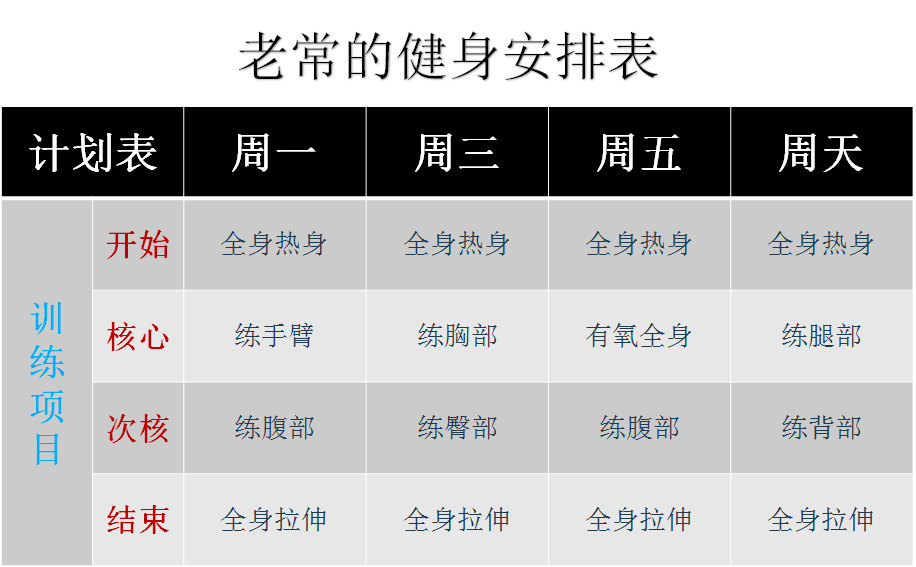 老常的健身安排表
计划表 周一 周三 周五 周天
训练项目
开始 全身热身 全身热身 全身热身 全身热身
核心 练手臂 练胸部 有氧全身 练腿部
次核 练腹部 练臀部 练腹部 练背部
结束 全身拉伸 全身拉伸 全身拉伸 全身拉伸